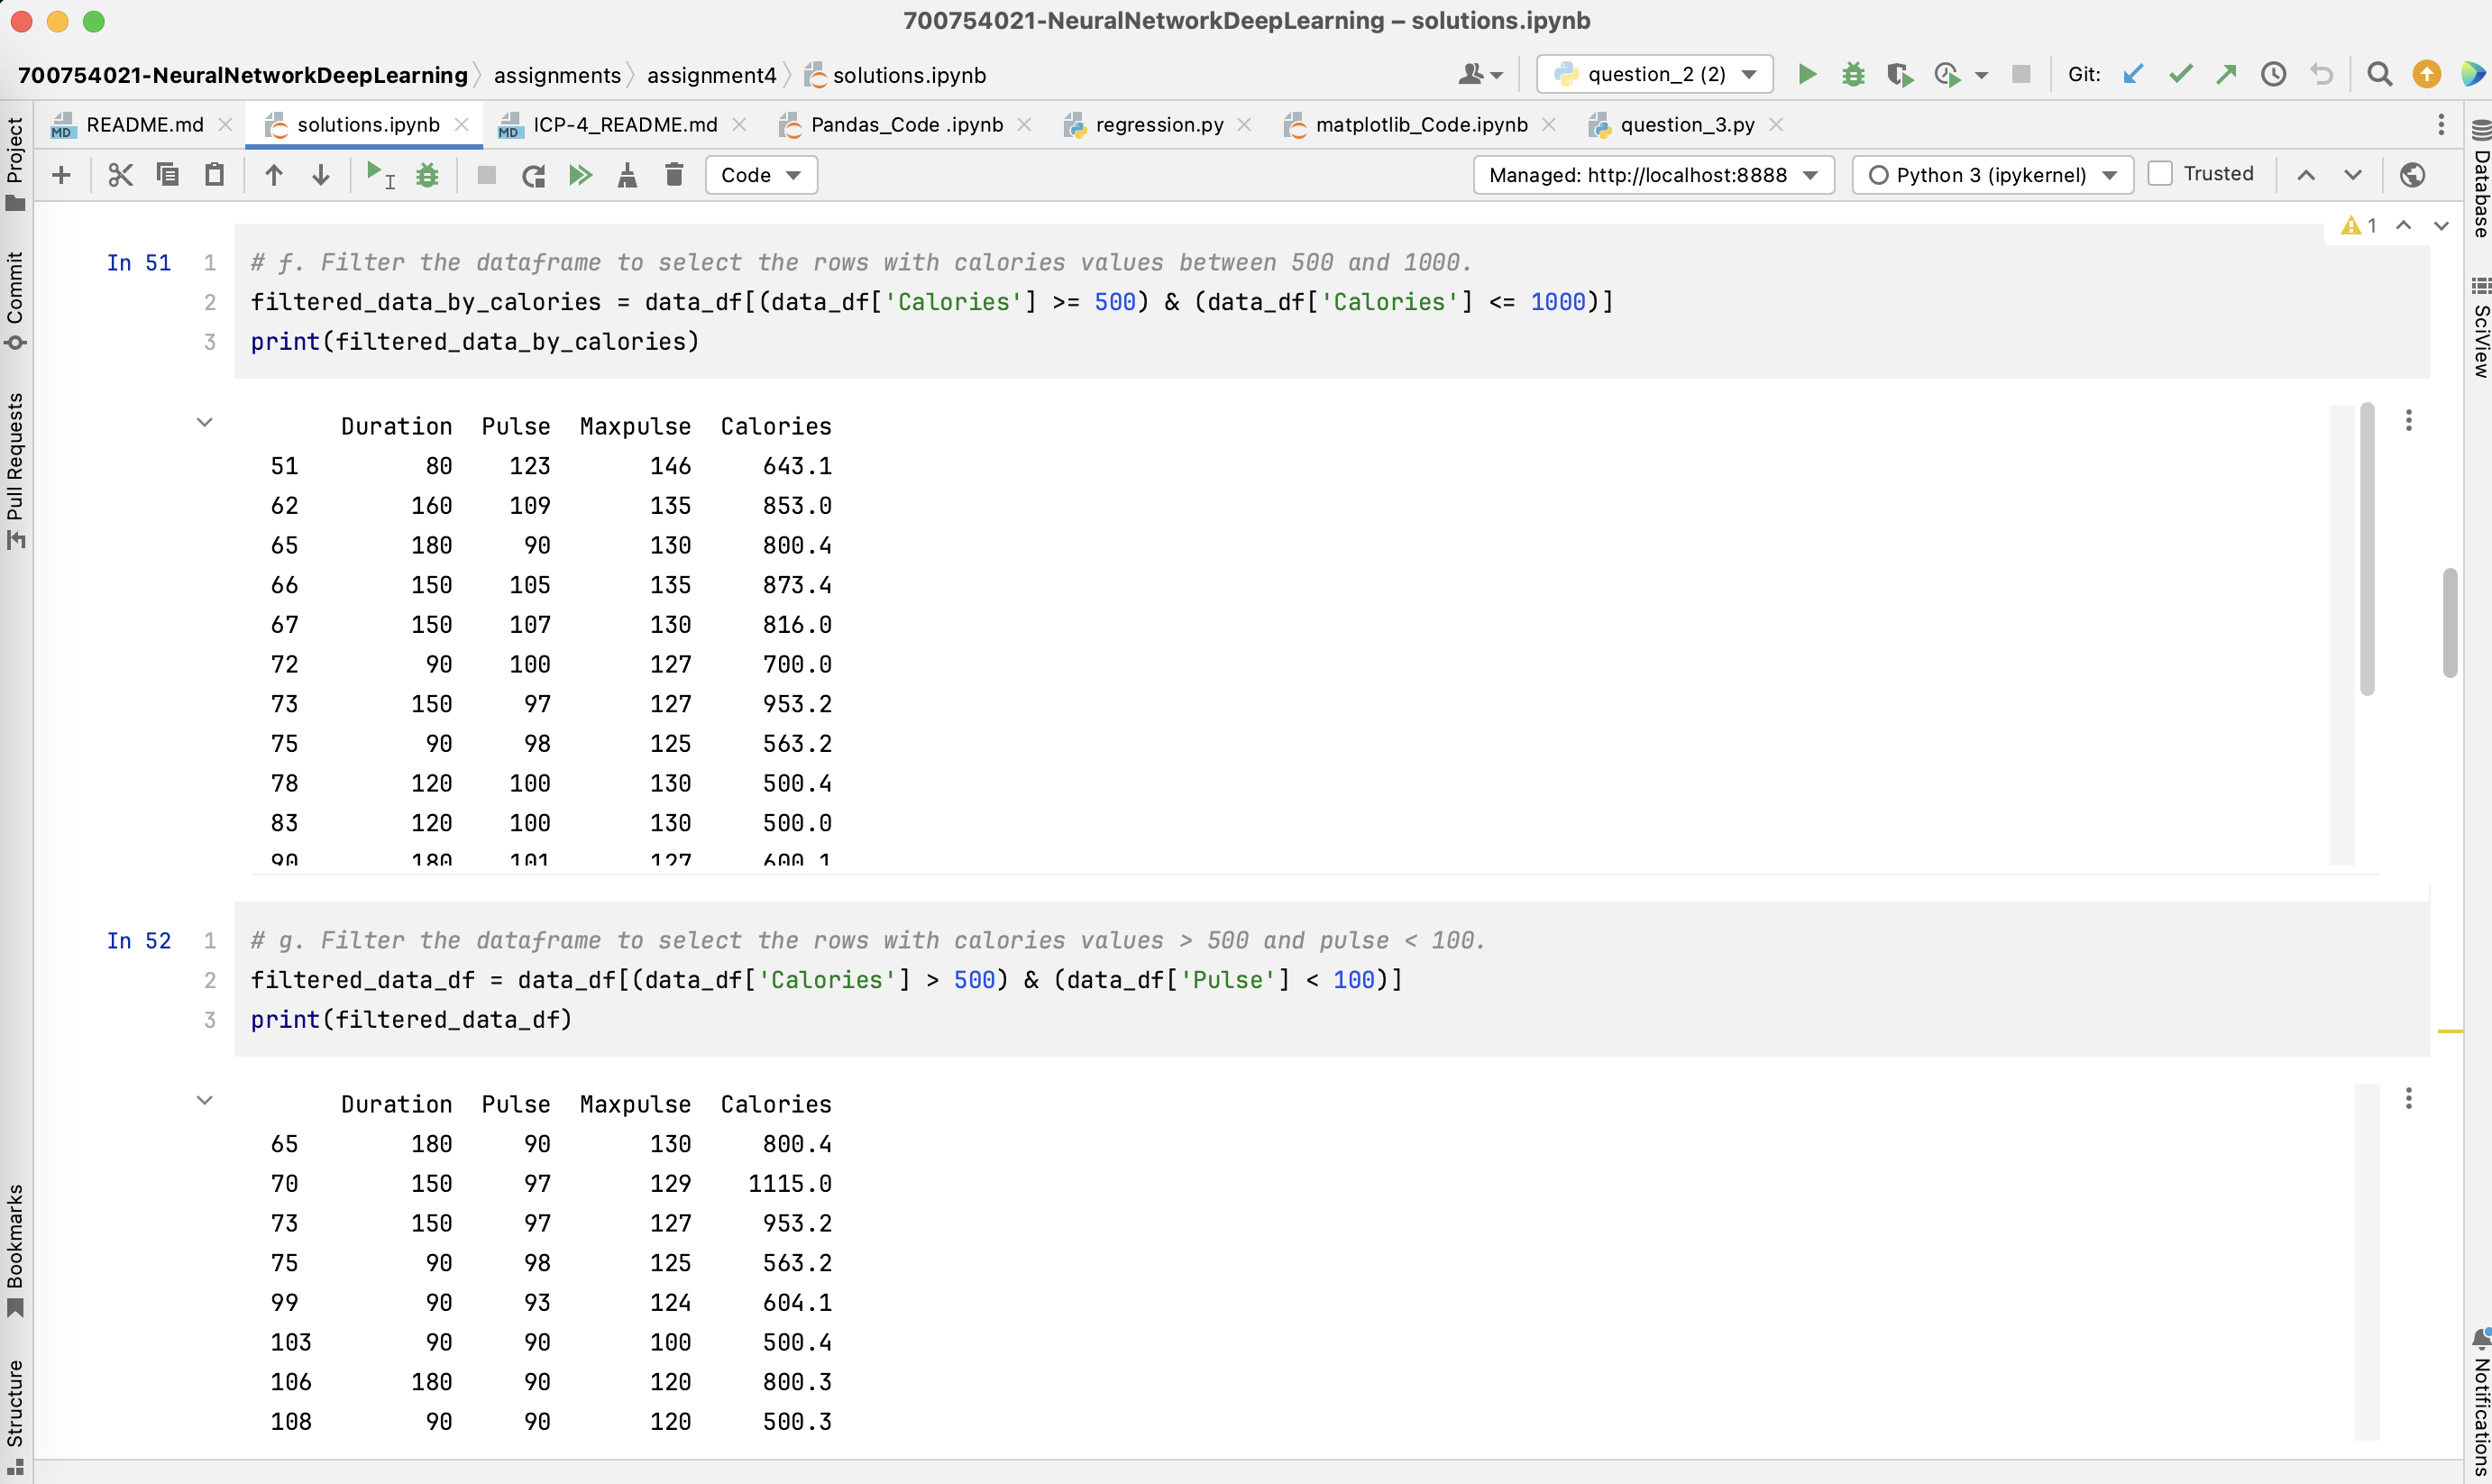 700754021-NeuralNetworkDeepLearning – solutions.ipynb
700754021-NeuralNetworkDeepLearning assignments assignment4 solutions.ipynb question_2 (2) Git:
README.md solutions.ipynb ICP-4_README.md Pandas_Code .ipynb regression.py matplotlib_Code.ipynb question_3.py
Code Managed: http://localhost:8888 Python 3 (ipykernel) Trusted
Project
Commit
Pull Requests
Bookmarks
Structure
Database
SciView
Notifications
1
In 51 1 # f. Filter the dataframe to select the rows with calories values between 500 and 1000.
2 filtered_data_by_calories = data_df[(data_df['Calories'] >= 500) & (data_df['Calories'] <= 1000)]
3 print(filtered_data_by_calories)
Duration Pulse Maxpulse Calories
51 80 123 146 643.1
62 160 109 135 853.0
65 180 90 130 800.4
66 150 105 135 873.4
67 150 107 130 816.0
72 90 100 127 700.0
73 150 97 127 953.2
75 90 98 125 563.2
78 120 100 130 500.4
83 120 100 130 500.0
90 180 101 127 600.1
In 52 1 # g. Filter the dataframe to select the rows with calories values > 500 and pulse < 100.
2 filtered_data_df = data_df[(data_df['Calories'] > 500) & (data_df['Pulse'] < 100)]
3 print(filtered_data_df)
Duration Pulse Maxpulse Calories
65 180 90 130 800.4
70 150 97 129 1115.0
73 150 97 127 953.2
75 90 98 125 563.2
99 90 93 124 604.1
103 90 90 100 500.4
106 180 90 120 800.3
108 90 90 120 500.3